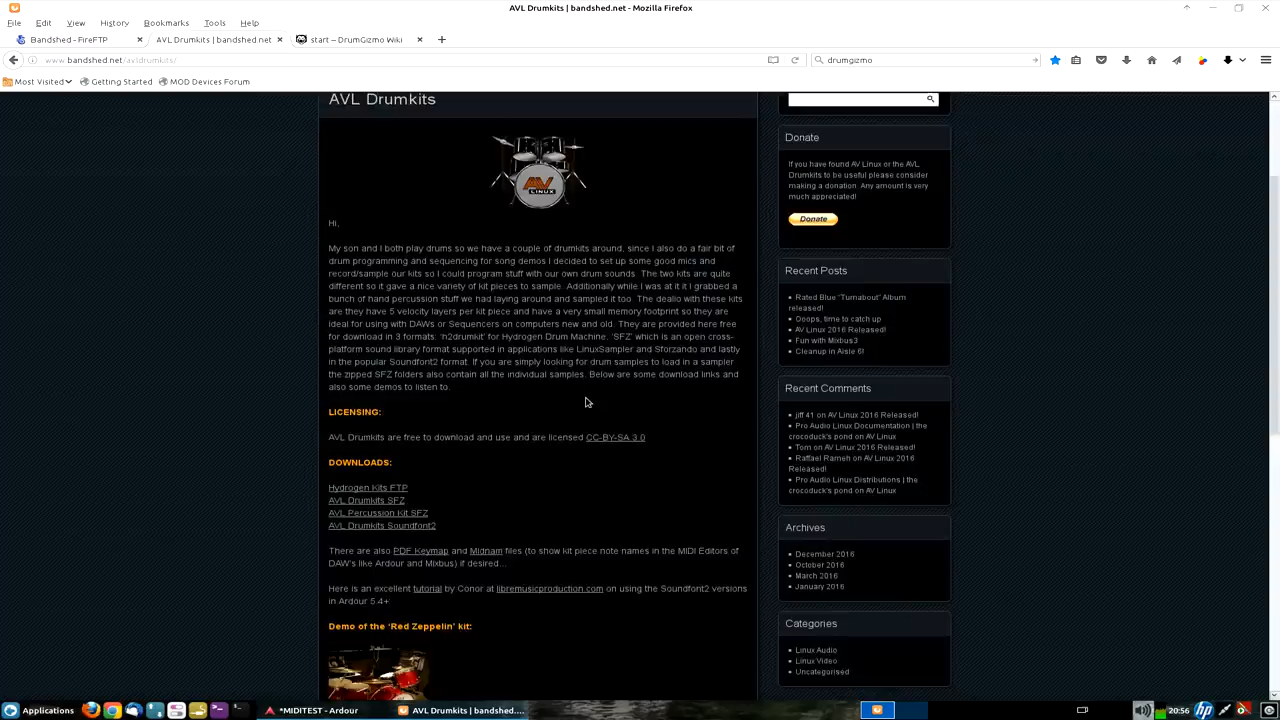 AVL Drumkits | bandshed.net - Mozilla Firefox
File Edit View History Bookmarks Tools Help
Bandshed - FireFTP × AVL Drumkits | bandshed net × start — DrumGizmo Wiki × +
www.bandshed.net/avldrumkits/ drumgizmo
Most Visited Getting Started MOD Devices Forum
AVL Drumkits
AV
LINUX
Hi,
My son and I both play drums so we have a couple of drumkits around, since I also do a fair bit of
drum programming and sequencing for song demos I decided to set up some good mics and
record/sample our kits so I could program stuff with our own drum sounds. The two kits are quite
different so it gave a nice variety of kit pieces to sample. Additionally while I was at it I grabbed a
bunch of hand percussion stuff we had laying around and sampled it too. The dealio with these kits
are they have 5 velocity layers per kit piece and have a very small memory footprint so they are
ideal for using with DAWs or Sequencers on computers new and old. They are provided here free
for download in 3 formats: 'h2drumkit' for Hydrogen Drum Machine. 'SFZ' which is an open cross-
platform sound library format supported in applications like LinuxSampler and Sforzando and lastly
in the popular Soundfont2 format. If you are simply looking for drum samples to load in a sampler
the zipped SFZ folders also contain all the individual samples. Below are some download links and
also some demos to listen to.
LICENSING:
AVL Drumkits are free to download and use and are licensed CC-BY-SA 3.0
DOWNLOADS:
Hydrogen Kits FTP
AVL Drumkits SFZ
AVL Percussion Kit SFZ
AVL Drumkits Soundfont2
There are also PDF Keymap and Midnam files (to show kit piece note names in the MIDI Editors of
DAW's like Ardour and Mixbus) if desired...
Here is an excellent tutorial by Conor at libremusicproduction.com on using the Soundfont2 versions
in Ardour 5.4+:
Demo of the 'Red Zeppelin' kit:
Donate
If you have found AV Linux or the AVL
Drumkits to be useful please consider
making a donation. Any amount is very
much appreciated!
Donate
Recent Posts
Rated Blue "Turnabout" Album
released!
Ooops, time to catch up
AV Linux 2016 Released!
Fun with Mixbus3
Cleanup in Aisle 6!
Recent Comments
jiff 41 on AV Linux 2016 Released!
Pro Audio Linux Documentation | the
crocoduck's pond on AV Linux
Tom on AV Linux 2016 Released!
Raffael Rameh on AV Linux 2016
Released!
Pro Audio Linux Distributions | the
crocoduck's pond on AV Linux
Archives
December 2016
October 2016
March 2016
January 2016
Categories
Linux Audio
Linux Video
Uncategorised
Applications *MIDITEST - Ardour AVL Drumkits | bandshed.... 20:56